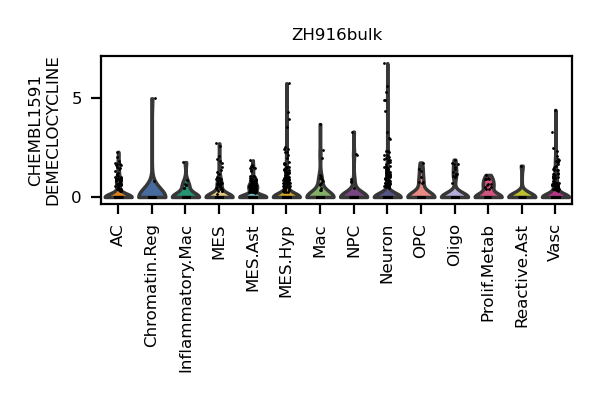 ZH916bulk
CHEMBL1591
DEMECLOCYCLINE
5
0
AC
Chromatin.Reg
Inflammatory.Mac
MES
MES.Ast
MES.Hyp
Mac
NPC
Neuron
OPC
Oligo
Prolif.Metab
Reactive.Ast
Vasc